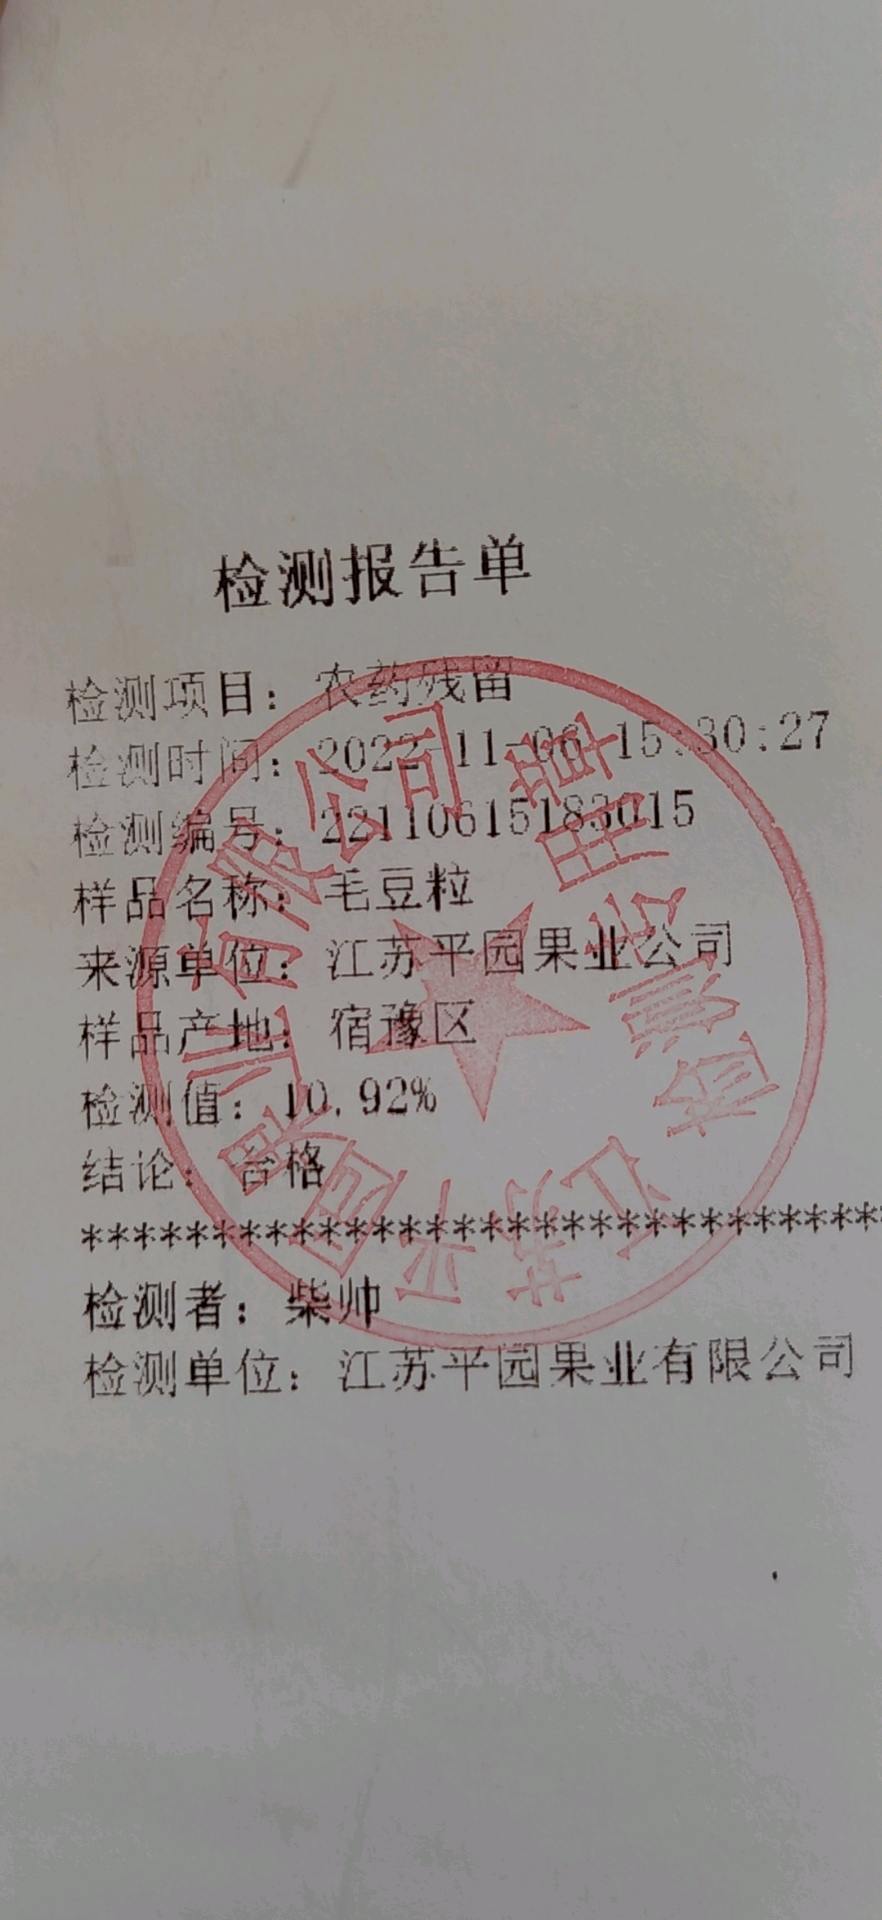 检测报告单
检测项目：农药残留
检测时间：2022-11-06 15:30:27
检测编号：22110615183015
样品名称：毛豆粒
来源单位：江苏平园果业公司
样品产地：宿豫区
检测值：10.92%
结论：合格
*******************************
检测者：柴帅
检测单位：江苏平园果业有限公司
江苏平园果业有限公司
检测专用章